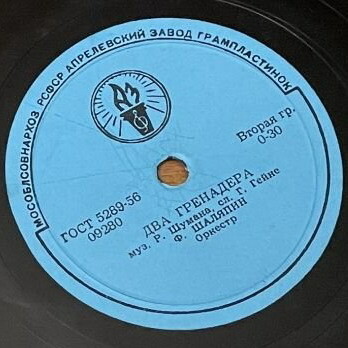 МОСОБЛСОВНАРХОЗ РСФСР АПРЕЛЕВСКИЙ ЗАВОД ГРАМПЛАСТИНОК
ГОСТ 5289-56
09280
Вторая гр.
0-30
ДВА ГРЕНАДЕРА
муз. Р. Шумана, сл. Г. Гейне
Ф. ШАЛЯПИН
Оркестр